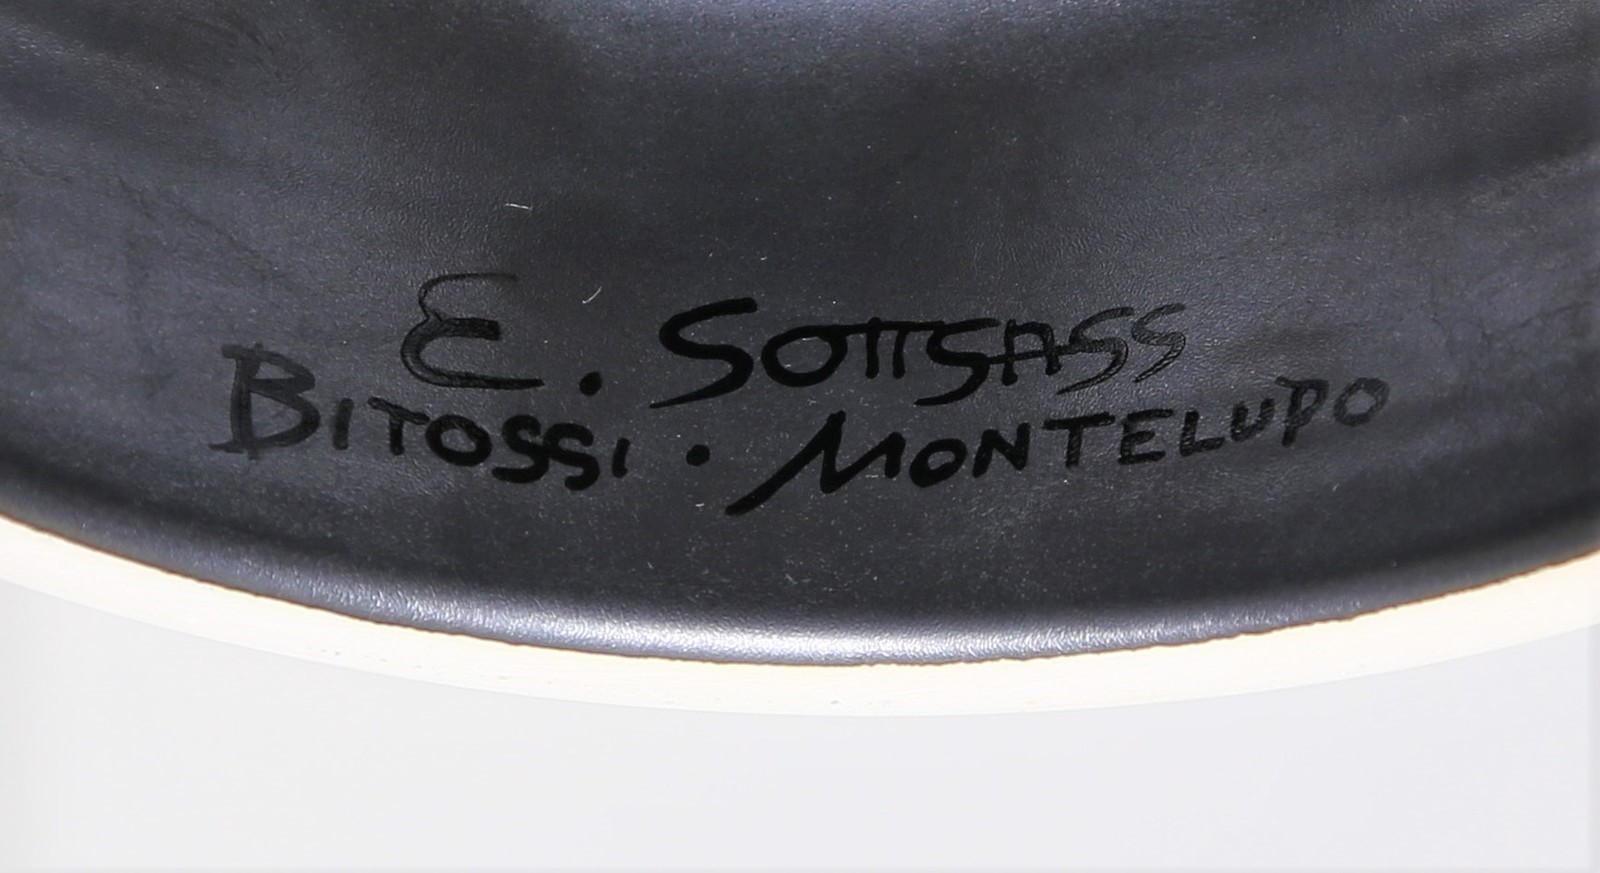 E. SOTTSASS
BITOSSI · MONTELUPO